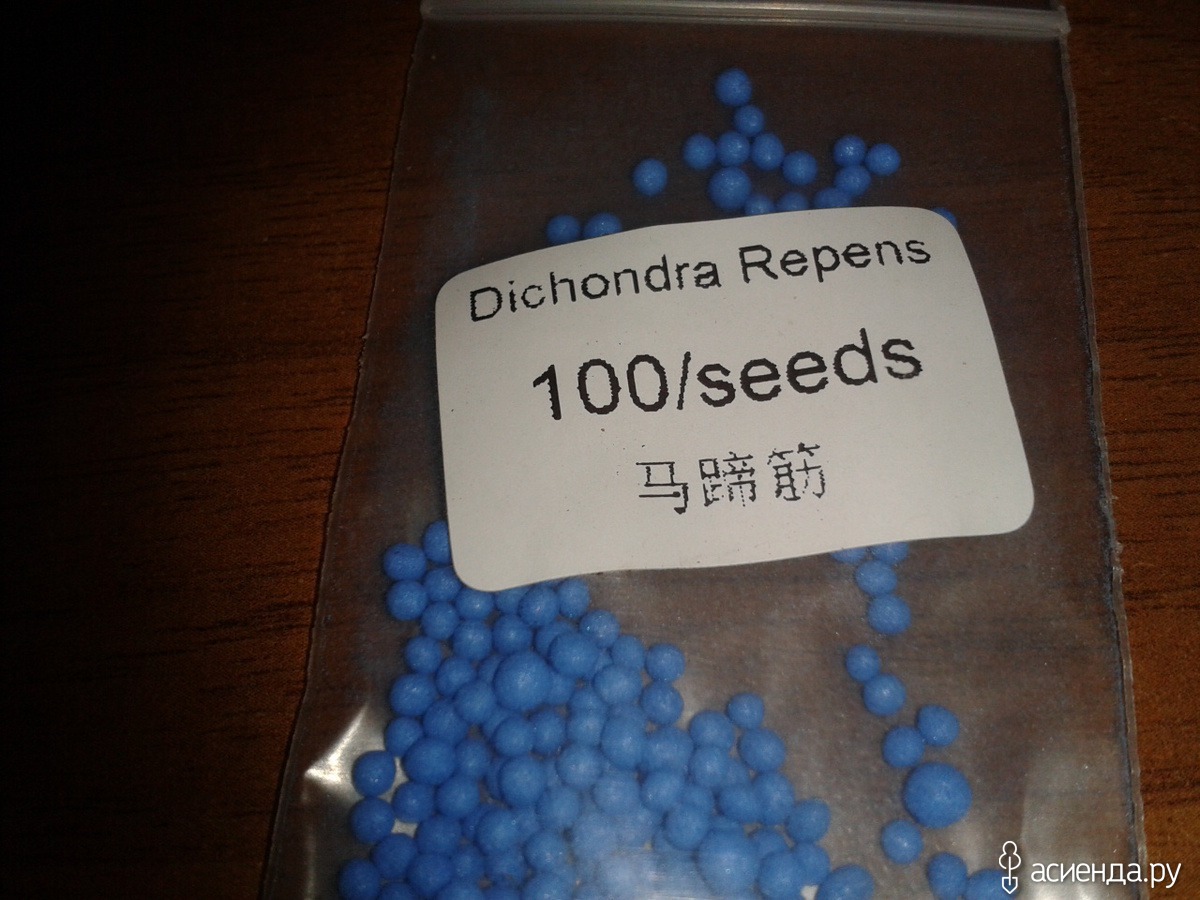 Dichondra Repens
100/seeds
马蹄筋
асиенда.ру